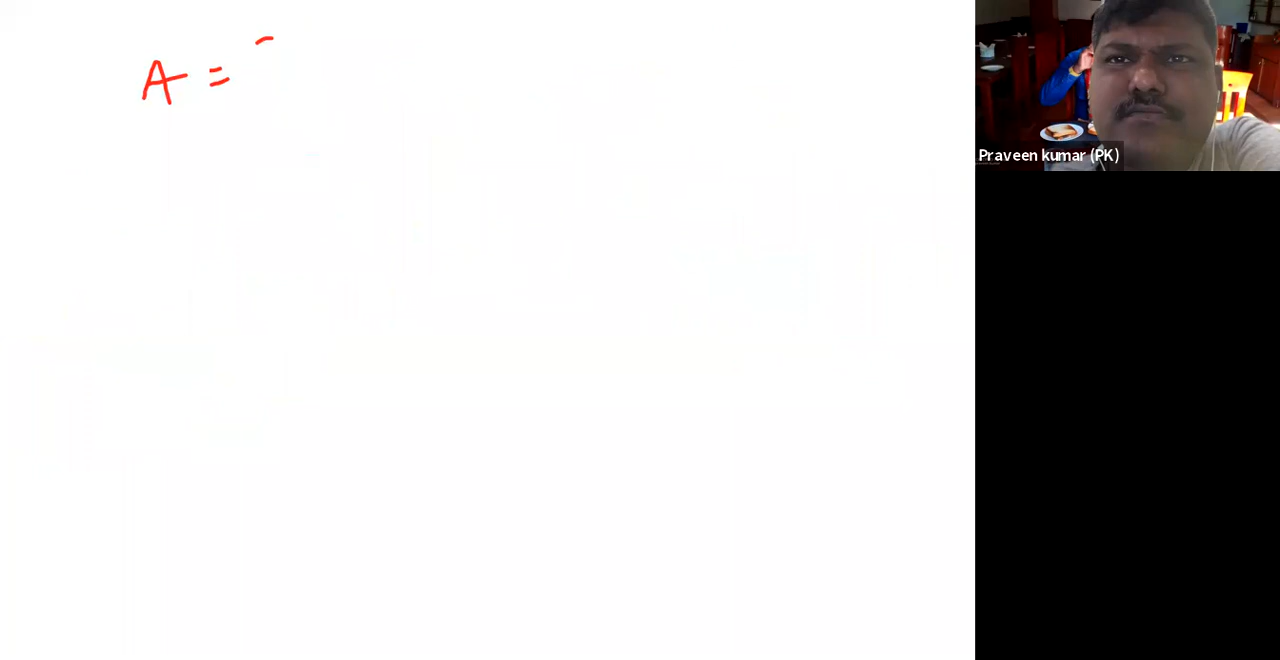 A =
Praveen kumar (PK)